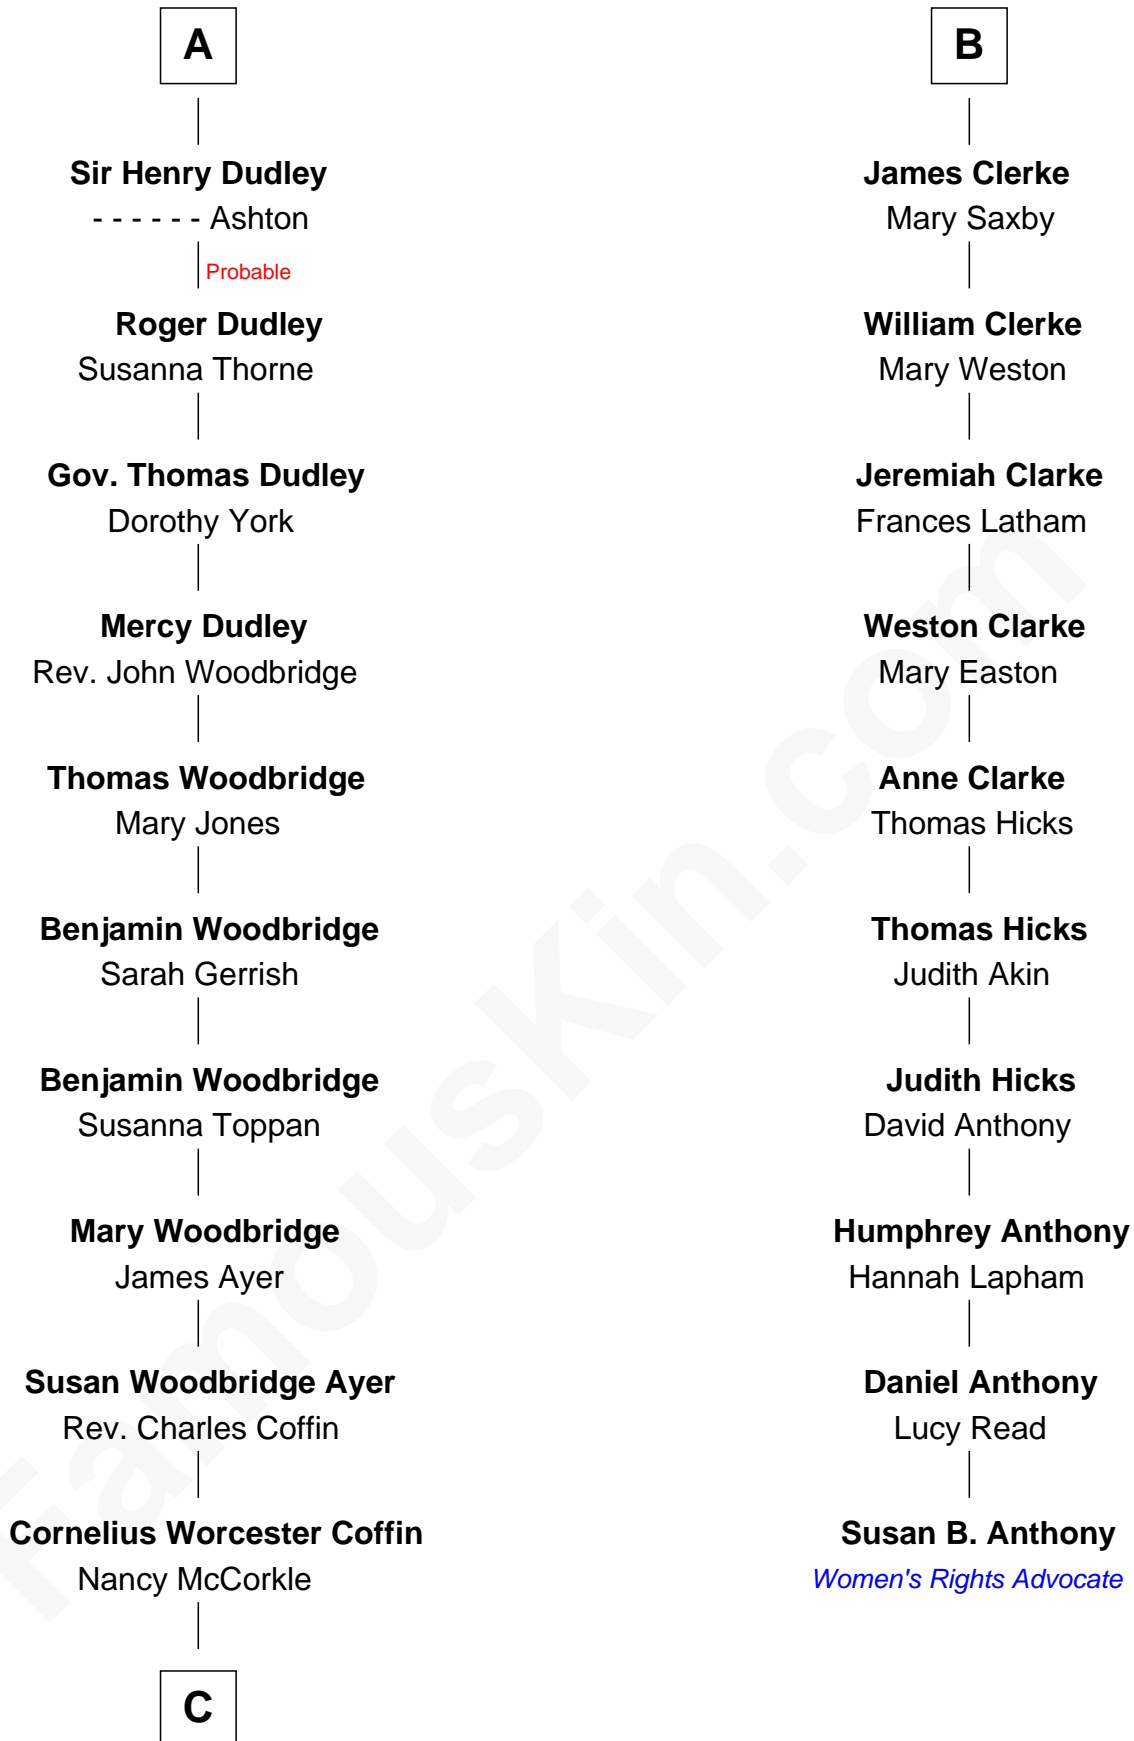 A
Sir Henry Dudley
- - - - - - Ashton
Probable
Roger Dudley
Susanna Thorne
Gov. Thomas Dudley
Dorothy York
Mercy Dudley
Rev. John Woodbridge
Thomas Woodbridge
Mary Jones
Benjamin Woodbridge
Sarah Gerrish
Benjamin Woodbridge
Susanna Toppan
Mary Woodbridge
James Ayer
Susan Woodbridge Ayer
Rev. Charles Coffin
Cornelius Worcester Coffin
Nancy McCorkle
C
B
James Clerke
Mary Saxby
William Clerke
Mary Weston
Jeremiah Clarke
Frances Latham
Weston Clarke
Mary Easton
Anne Clarke
Thomas Hicks
Thomas Hicks
Judith Akin
Judith Hicks
David Anthony
Humphrey Anthony
Hannah Lapham
Daniel Anthony
Lucy Read
Susan B. Anthony
Women's Rights Advocate
FamousKin.com